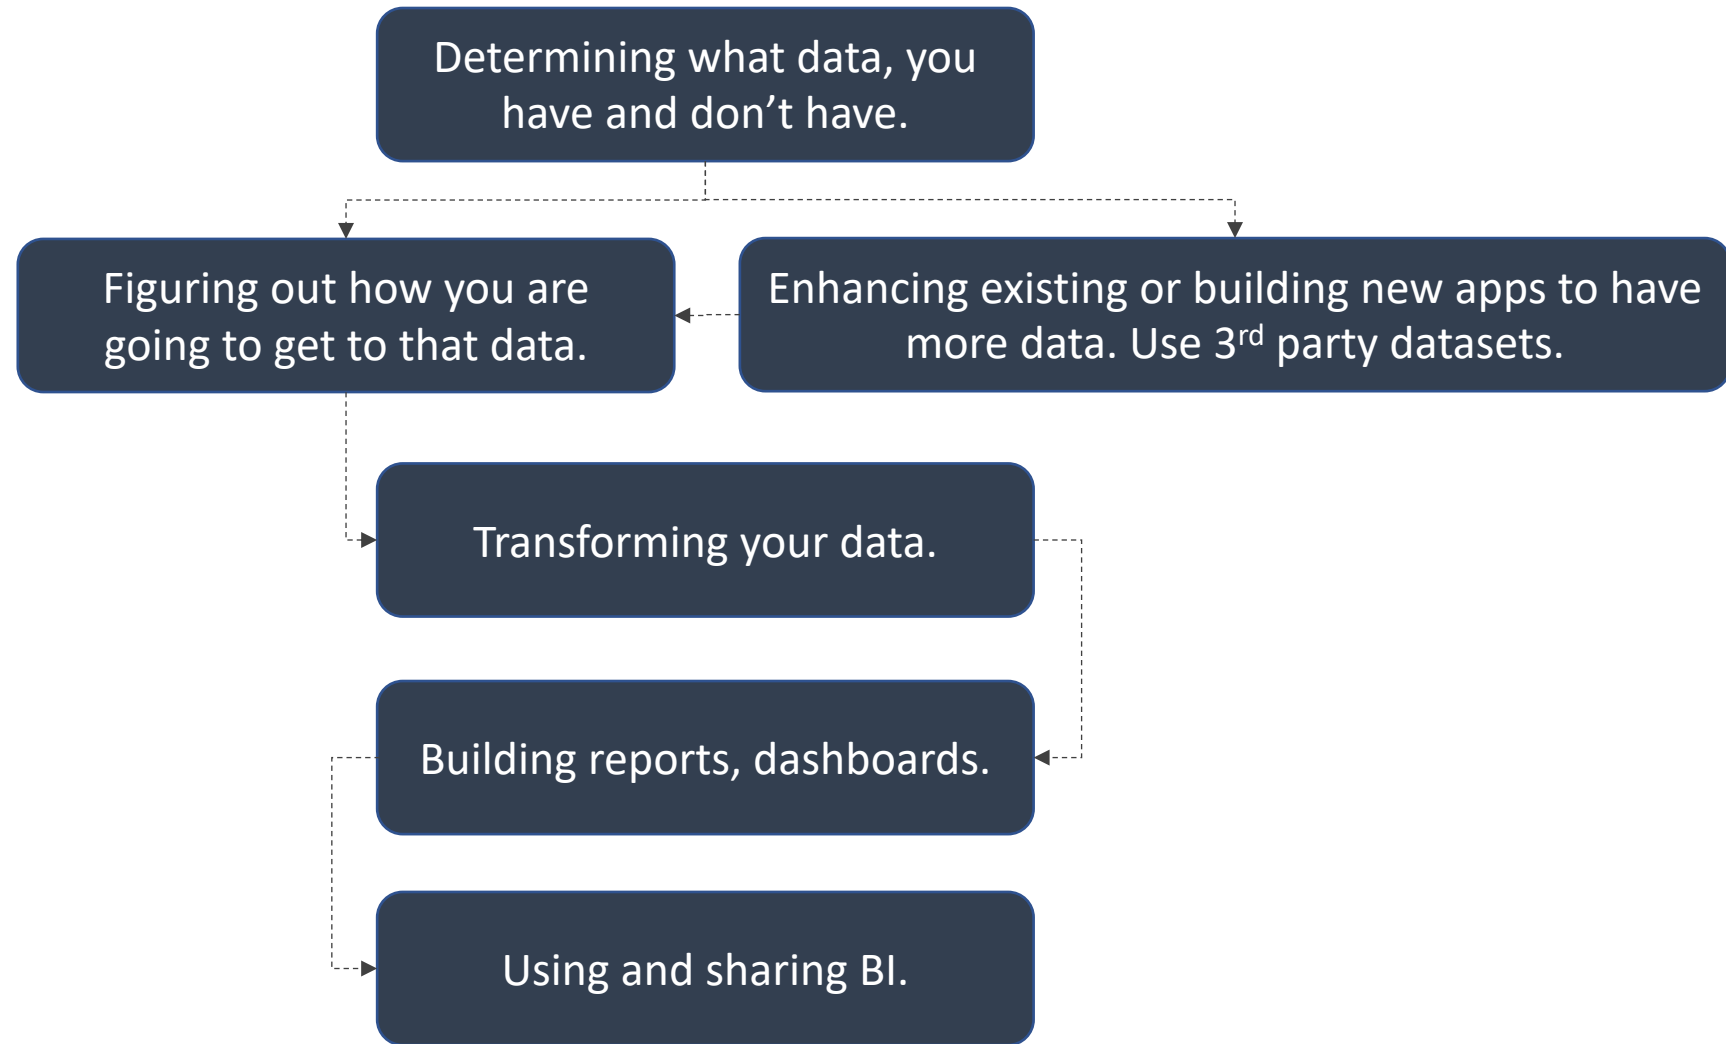 Determining what data, you
have and don’t have.
Figuring out how you are
going to get to that data.
Enhancing existing or building new apps to have
more data. Use 3rd party datasets.
Transforming your data.
Building reports, dashboards.
Using and sharing BI.